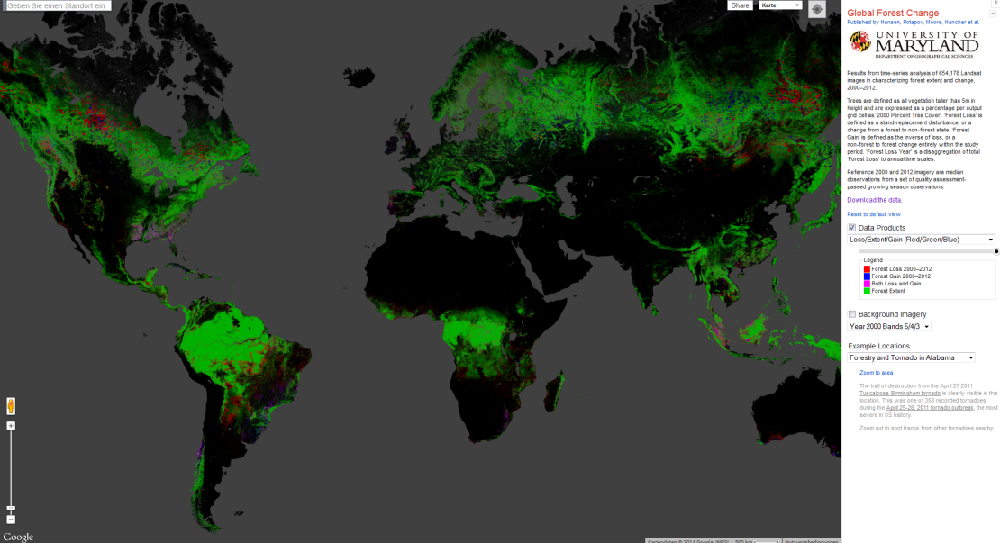 Geben Sie einen Standort ein.
Share
Karte
Global Forest Change
Published by Hansen, Potapov, Moore, Hancher et al.
UNIVERSITY OF
MARYLAND
DEPARTMENT OF GEOGRAPHICAL SCIENCES
Results from time-series analysis of 654,178 Landsat
images in characterizing forest extent and change,
2000–2012.
Trees are defined as all vegetation taller than 5m in
height and are expressed as a percentage per output
grid cell as '2000 Percent Tree Cover'. 'Forest Loss' is
defined as a stand-replacement disturbance, or a
change from a forest to non-forest state. 'Forest
Gain' is defined as the inverse of loss, or a
non-forest to forest change entirely within the study
period. 'Forest Loss Year' is a disaggregation of total
'Forest Loss' to annual time scales.
Reference 2000 and 2012 imagery are median
observations from a set of quality assessment-
passed growing season observations.
Download the data.
Reset to default view
Data Products
Loss/Extent/Gain (Red/Green/Blue)
Legend
Forest Loss 2000–2012
Forest Gain 2000–2012
Both Loss and Gain
Forest Extent
Background Imagery
Year 2000 Bands 5/4/3
Example Locations
Forestry and Tornado in Alabama
Zoom to area
The trail of destruction from the April 27 2011
Tuscaloosa-Birmingham tornado is clearly visible in this
location. This was one of 358 recorded tornadoes
during the April 25-28, 2011 tornado outbreak, the most
severe in US history.
Zoom out to spot tracks from other tornadoes nearby.
Google
Kartendaten © 2014 Google, INEGI
500 km
Nutzungsbedingungen